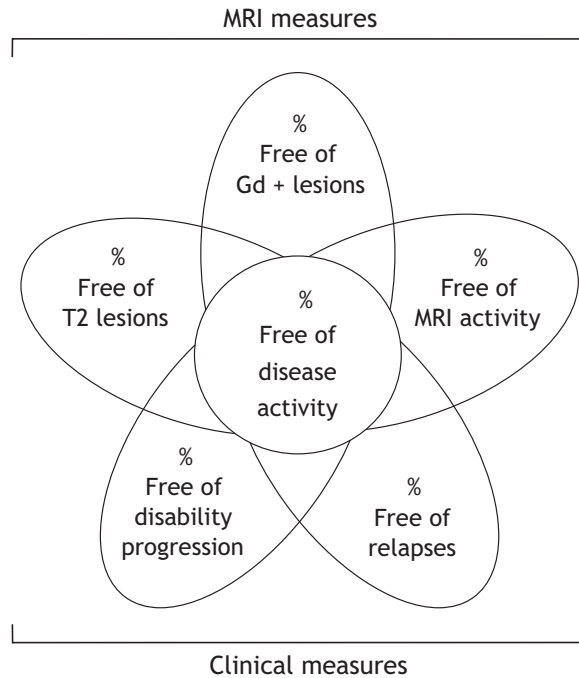 MRI measures
%
Free of
Gd + lesions
%
Free of
T2 lesions
%
Free of
disease
activity
%
Free of
MRI activity
%
Free of
disability
progression
%
Free of
relapses
Clinical measures